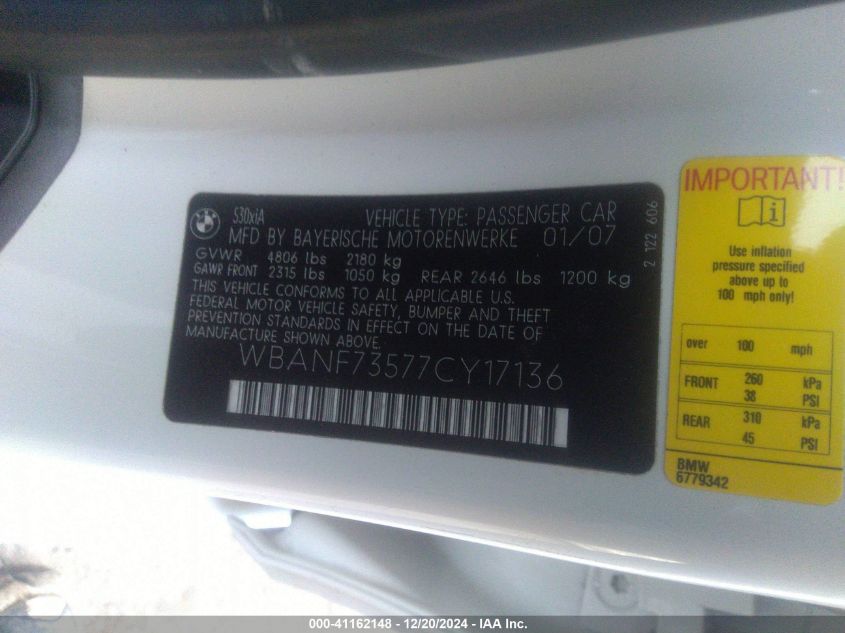 BMW
530xiA
VEHICLE TYPE: PASSENGER CAR
MFD BY BAYERISCHE MOTORENWERKE 01/07
GVWR 4806 lbs 2180 kg
GAWR FRONT 2315 lbs 1050 kg REAR 2646 lbs 1200 kg
THIS VEHICLE CONFORMS TO ALL APPLICABLE U.S.
FEDERAL MOTOR VEHICLE SAFETY, BUMPER AND THEFT
PREVENTION STANDARDS IN EFFECT ON THE DATE OF
MANUFACTURE SHOWN ABOVE.
WBANF73577CY17136
2 122 606
IMPORTANT!
i
Use inflation
pressure specified
above up to
100 mph only!
over 100 mph
FRONT 260 kPa
38 PSI
REAR 310 kPa
45 PSI
BMW
6779342
000-41162148 - 12/20/2024 - IAA Inc.